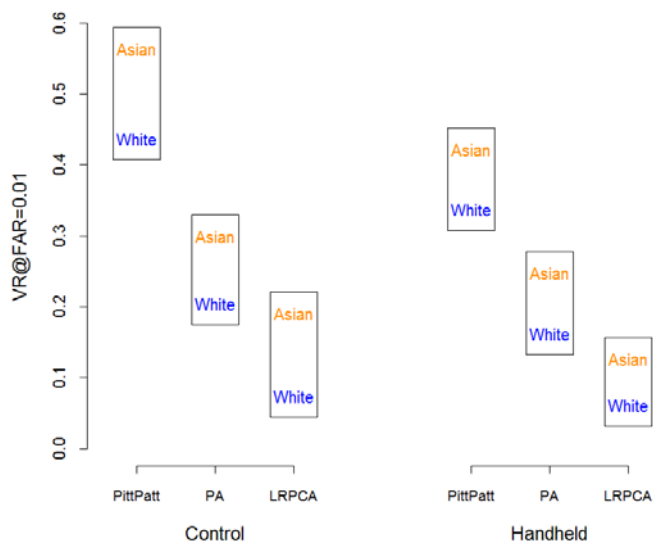 0.6
0.5
0.4
0.3
0.2
0.1
0.0
VR@FAR=0.01
Asian
White
Asian
White
Asian
White
Asian
White
Asian
White
Asian
White
PittPatt PA LRPCA PittPatt PA LRPCA
Control Handheld